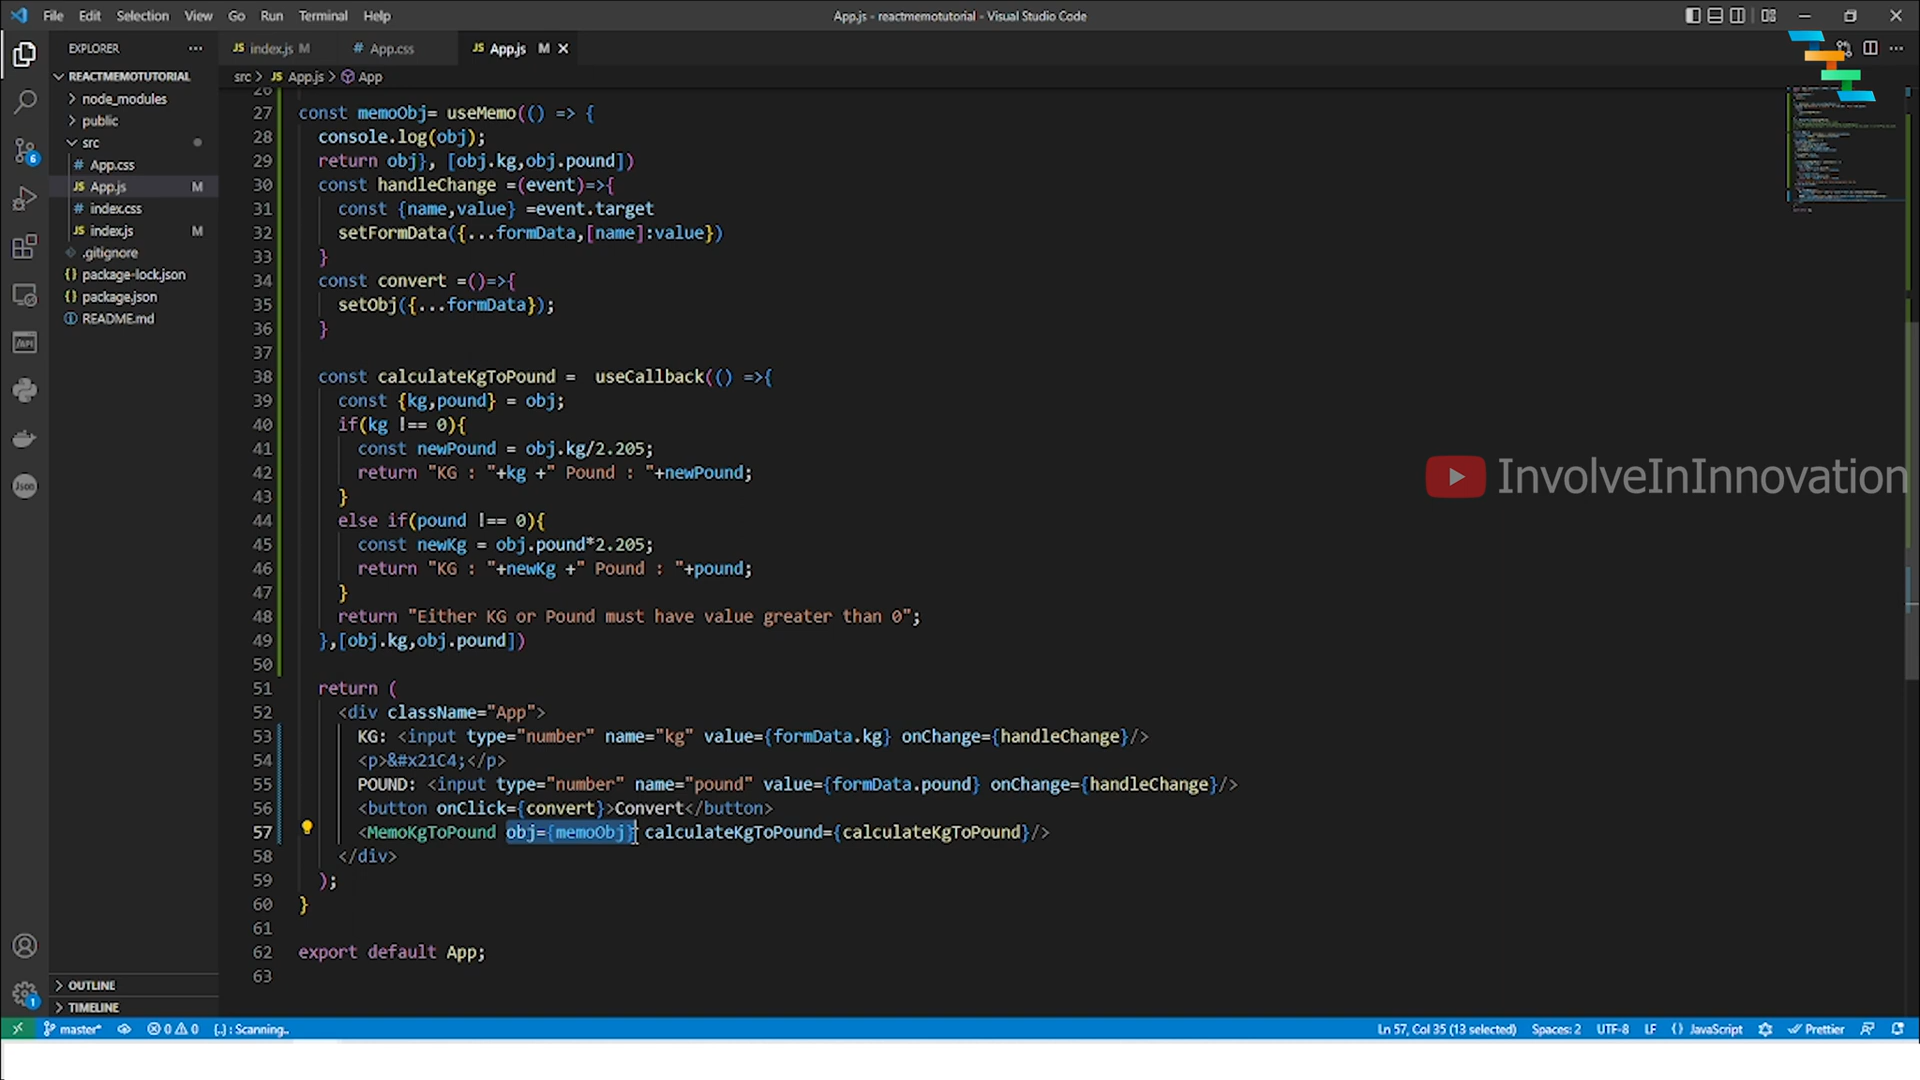 File Edit Selection View Go Run Terminal Help
App.js - reactmemotutorial - Visual Studio Code
EXPLORER
JS index.js M
# App.css
JS App.js M
REACTMEMOTUTORIAL
src > JS App.js > App
node_modules
public
src
# App.css
JS App.js M
# index.css
JS index.js M
.gitignore
{} package-lock.json
{} package.json
README.md
26
27 const memoObj= useMemo(() => {
28 console.log(obj);
29 return obj}, [obj.kg,obj.pound])
30 const handleChange =(event)=>{
31 const {name,value} =event.target
32 setFormData({...formData,[name]:value})
33 }
34 const convert =()=>{
35 setObj({...formData});
36 }
37
38 const calculateKgToPound =  useCallback(() =>{
39 const {kg,pound} = obj;
40 if(kg !== 0){
41 const newPound = obj.kg/2.205;
42 return "KG : "+kg +" Pound : "+newPound;
43 }
44 else if(pound !== 0){
45 const newKg = obj.pound*2.205;
46 return "KG : "+newKg +" Pound : "+pound;
47 }
48 return "Either KG or Pound must have value greater than 0";
49 },[obj.kg,obj.pound])
50
51 return (
52 <div className="App">
53 KG: <input type="number" name="kg" value={formData.kg} onChange={handleChange}/>
54 <p>&#x21C4;</p>
55 POUND: <input type="number" name="pound" value={formData.pound} onChange={handleChange}/>
56 <button onClick={convert}>Convert</button>
57 <MemoKgToPound obj={memoObj} calculateKgToPound={calculateKgToPound}/>
58 </div>
59 );
60 }
61
62 export default App;
63
InvolveInInnovation
6
API
Json
1
OUTLINE
TIMELINE
master* 0 0 [..] : Scanning..
Ln 57, Col 35 (13 selected) Spaces: 2 UTF-8 LF {} JavaScript Prettier